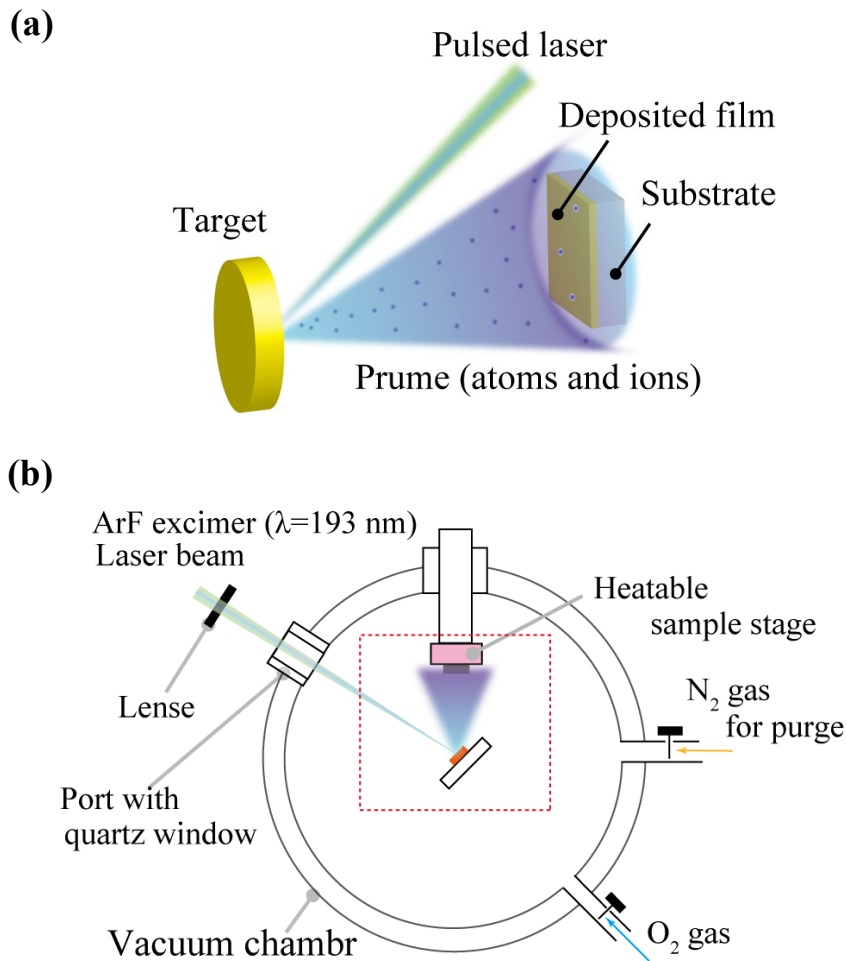 (a)
Pulsed laser
Deposited film
Substrate
Target
Prume (atoms and ions)
(b)
ArF excimer (λ=193 nm)
Laser beam
Heatable
sample stage
N₂ gas
for purge
Lense
Port with
quartz window
O₂ gas
Vacuum chambr